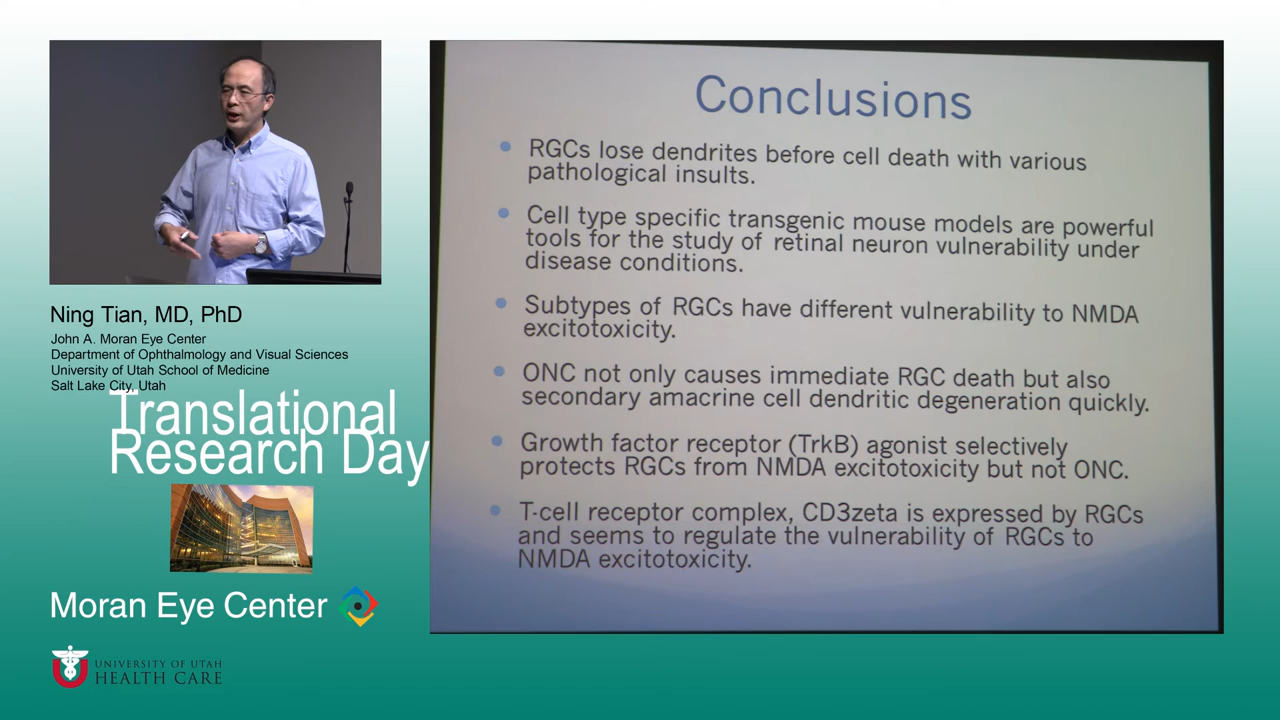 Ning Tian, MD, PhD
John A. Moran Eye Center
Department of Ophthalmology and Visual Sciences
University of Utah School of Medicine
Salt Lake City, Utah
Translational
Research Day
Moran Eye Center
UNIVERSITY OF UTAH
HEALTH CARE
Conclusions
RGCs lose dendrites before cell death with various
pathological insults.
Cell type specific transgenic mouse models are powerful
tools for the study of retinal neuron vulnerability under
disease conditions.
Subtypes of RGCs have different vulnerability to NMDA
excitotoxicity.
ONC not only causes immediate RGC death but also
secondary amacrine cell dendritic degeneration quickly.
Growth factor receptor (TrkB) agonist selectively
protects RGCs from NMDA excitotoxicity but not ONC.
T-cell receptor complex, CD3zeta is expressed by RGCs
and seems to regulate the vulnerability of RGCs to
NMDA excitotoxicity.